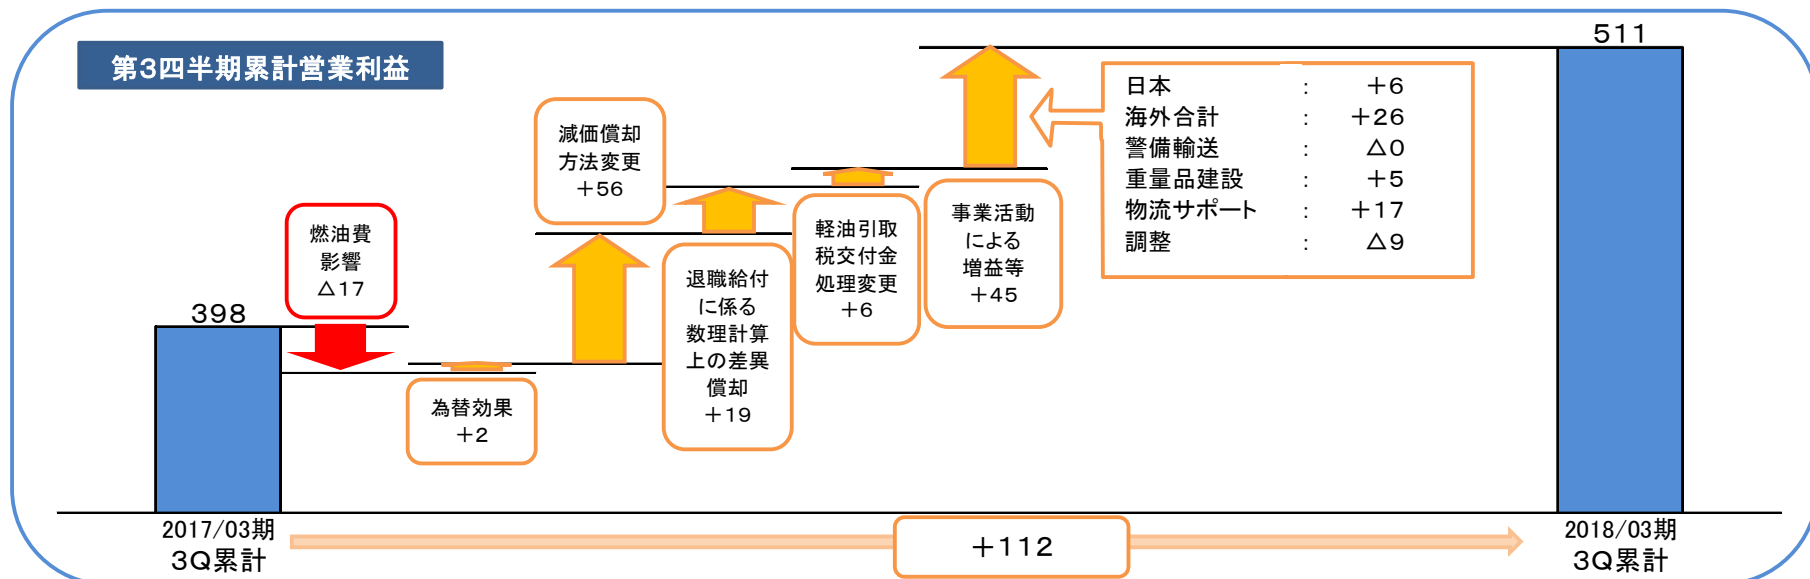 第3四半期累計営業利益
511
398
燃油費
影響
△17
為替効果
+2
減価償却
方法変更
+56
退職給付
に係る
数理計算
上の差異
償却
+19
軽油引取
税交付金
処理変更
+6
事業活動
による
増益等
+45
日本 : +6
海外合計 : +26
警備輸送 : △0
重量品建設 : +5
物流サポート : +17
調整 : △9
2017/03期
3Q累計
+112
2018/03期
3Q累計